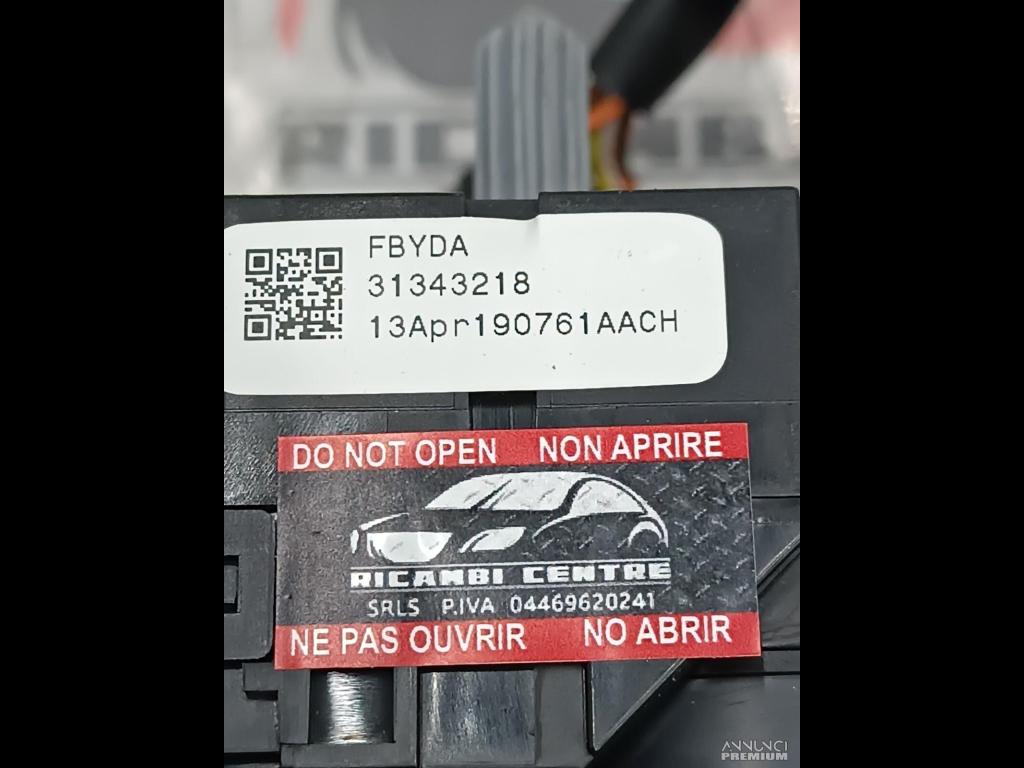 FBYDA
31343218
13Apr190761AACH
DO NOT OPEN NON APRIRE
RICAMBI CENTRE
SRLS P.IVA 04469620241
NE PAS OUVRIR NO ABRIR
ANNUNCI
PREMIUM